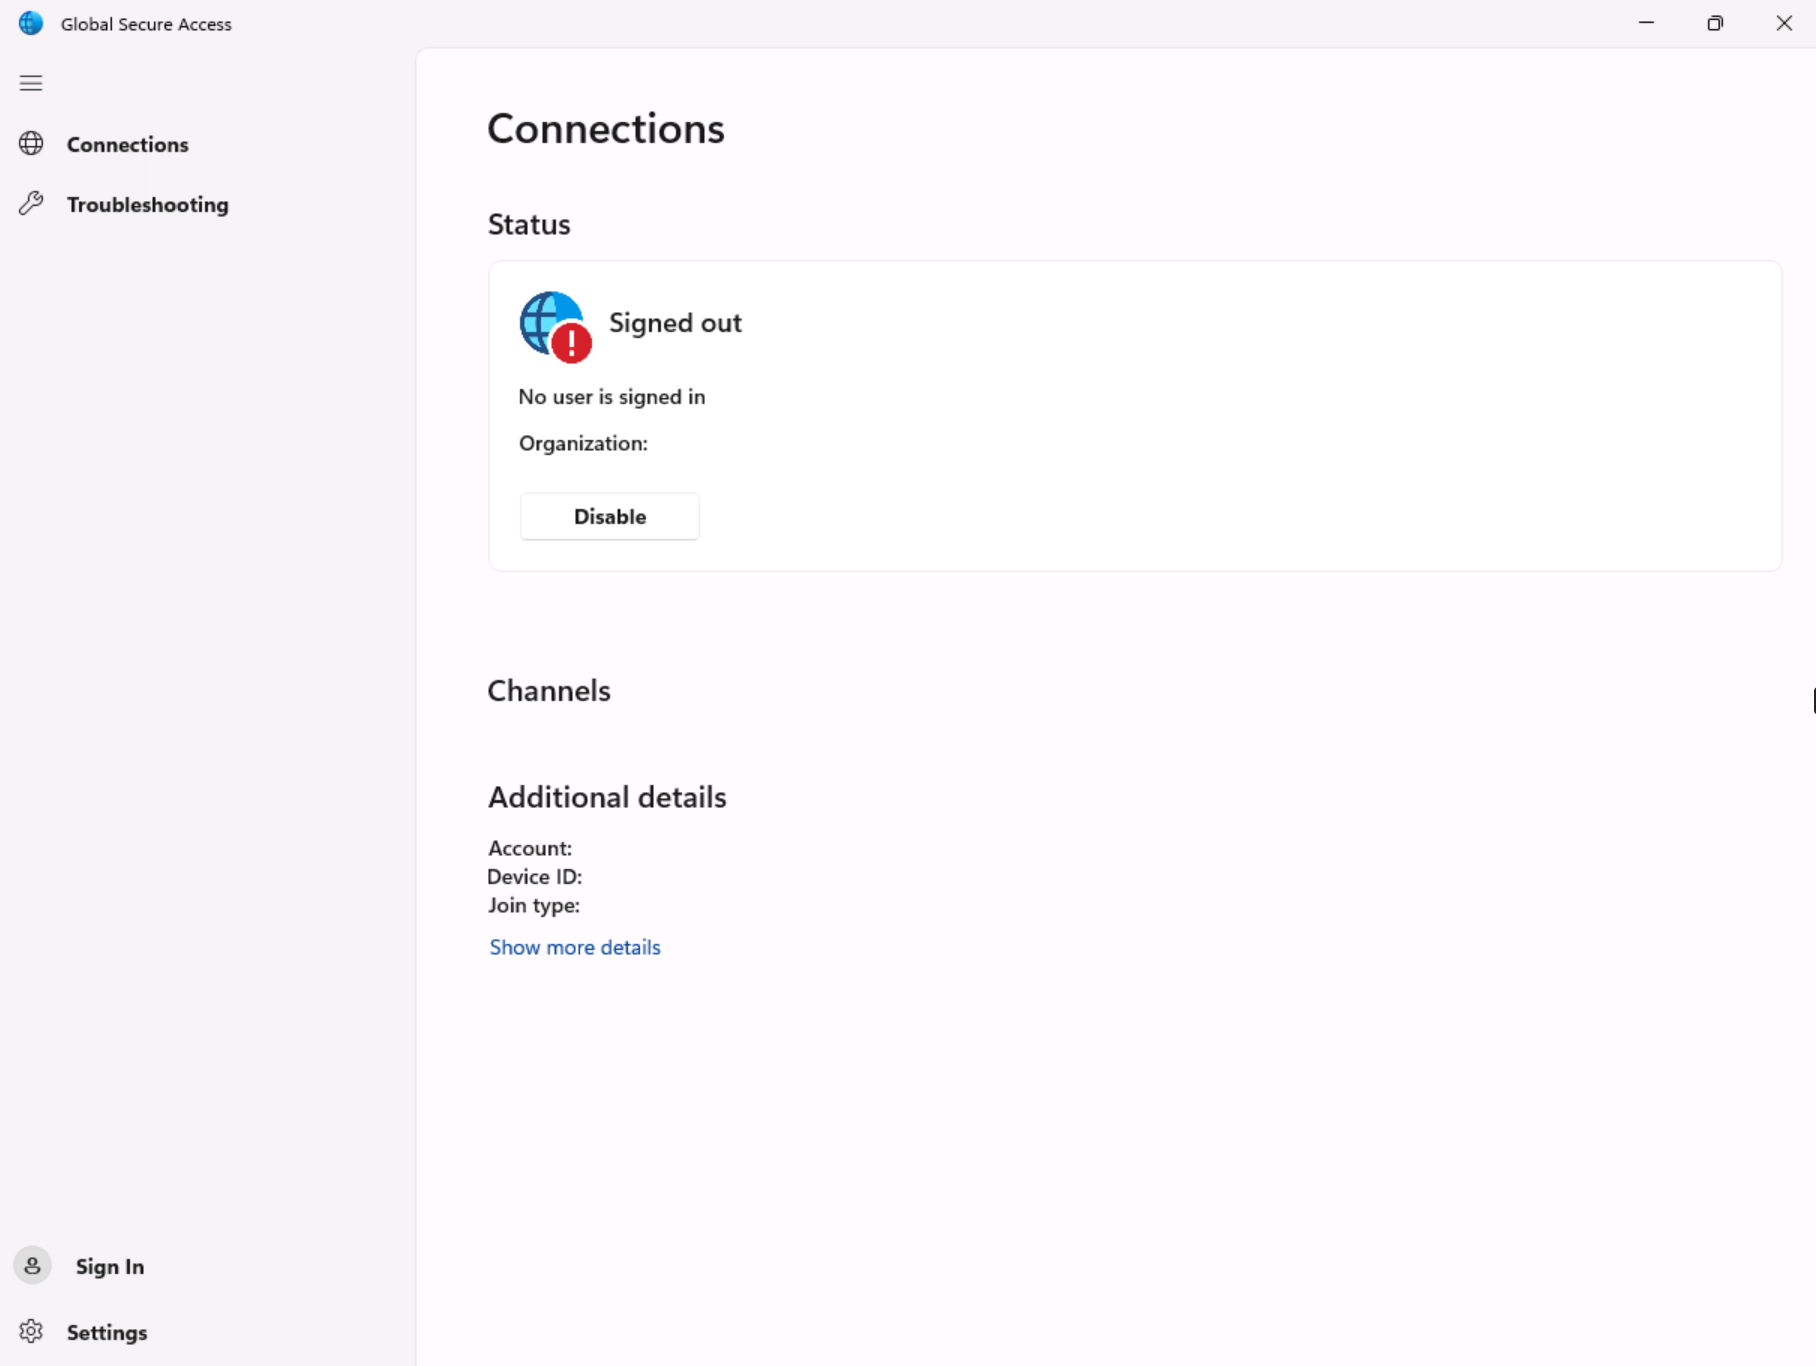 Global Secure Access
Connections
Troubleshooting
Connections
Status
Signed out
No user is signed in
Organization:
Disable
Channels
Additional details
Account:
Device ID:
Join type:
Show more details
Sign In
Settings